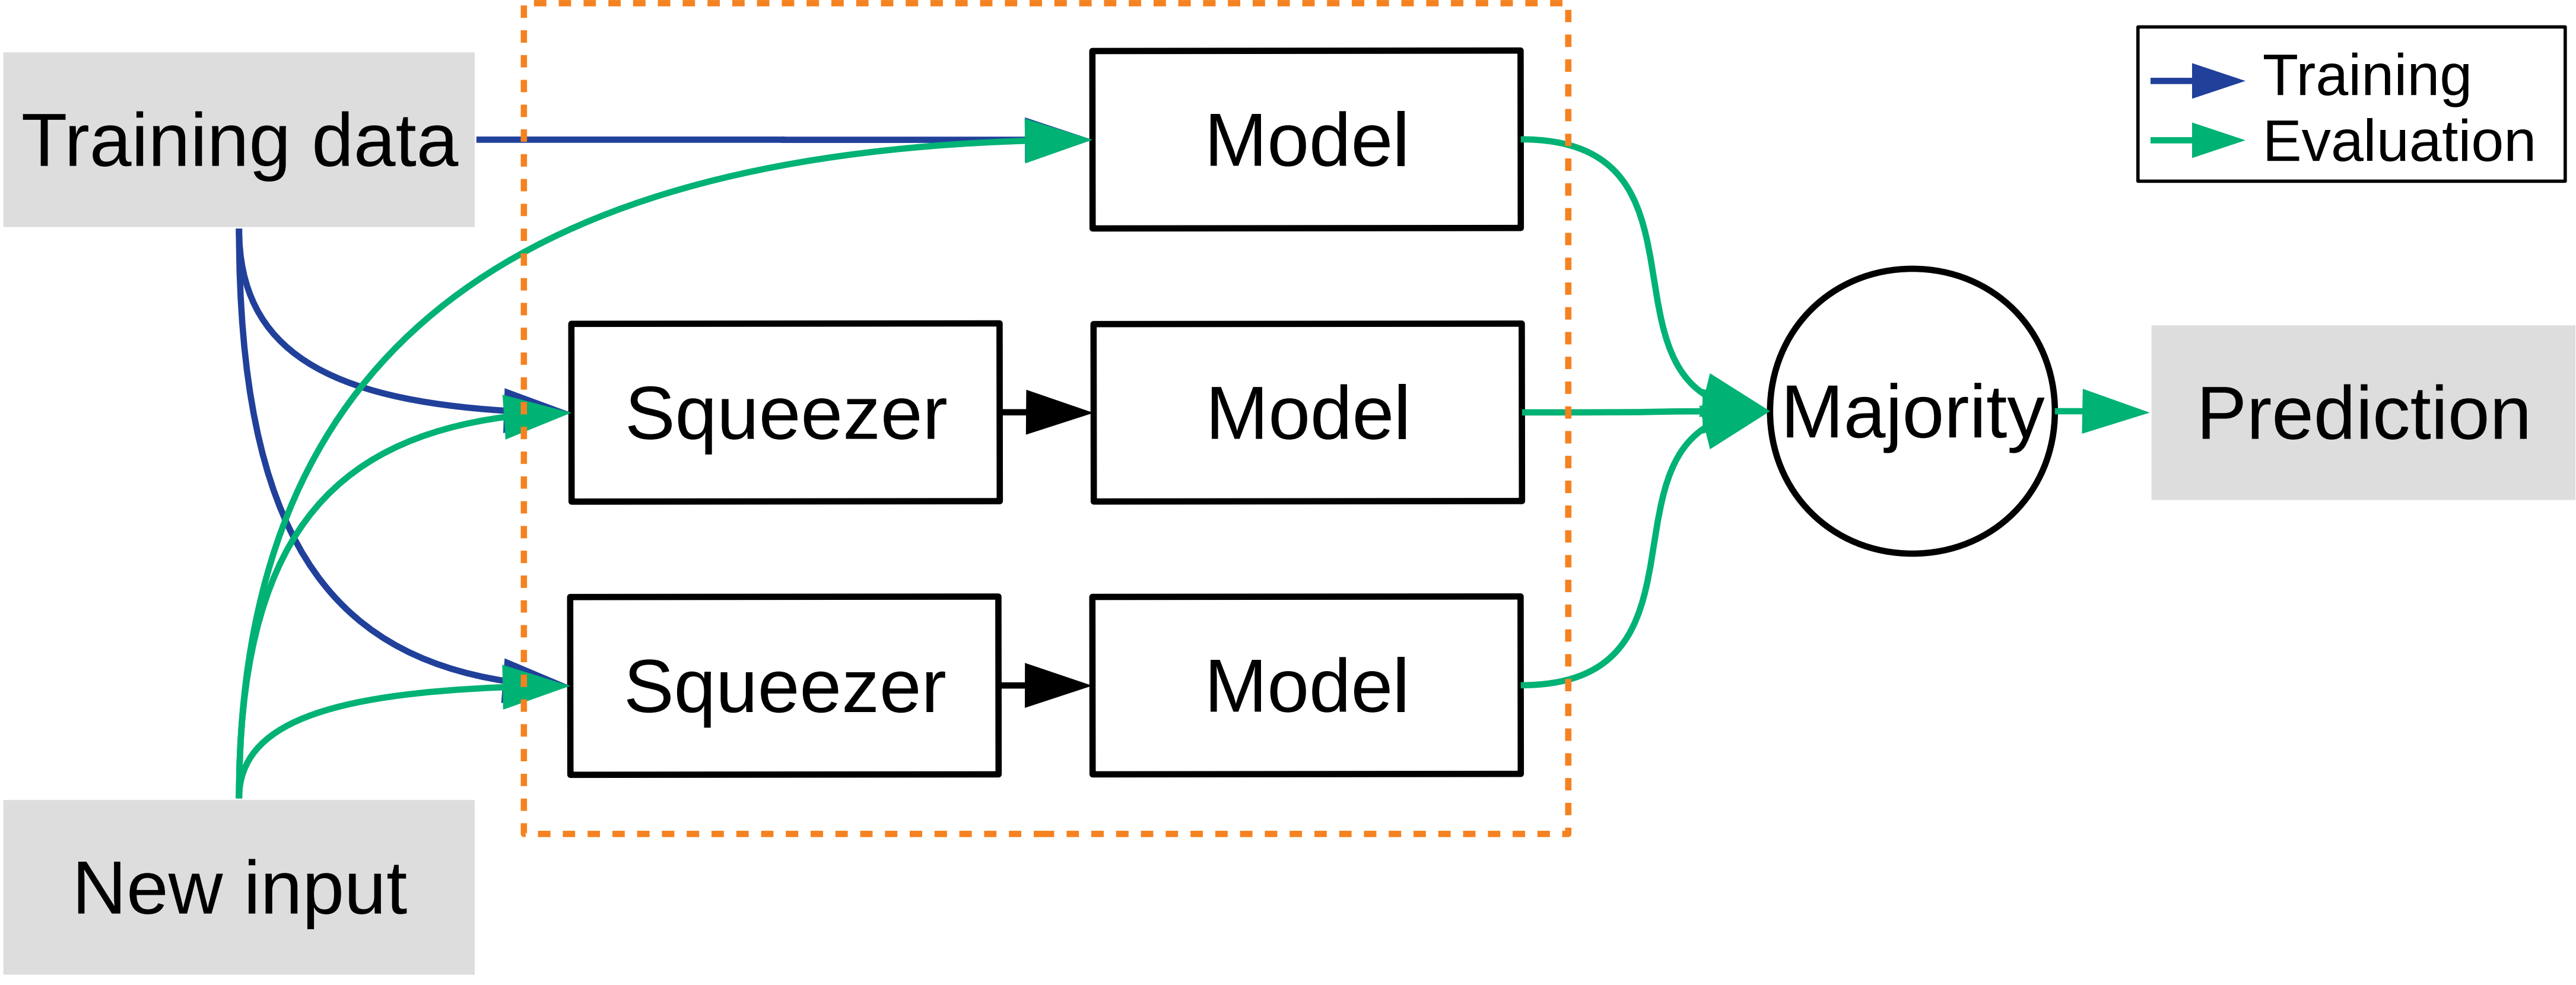 Training data
Model
Training
Evaluation
Squeezer
Model
Majority
Prediction
Squeezer
Model
New input